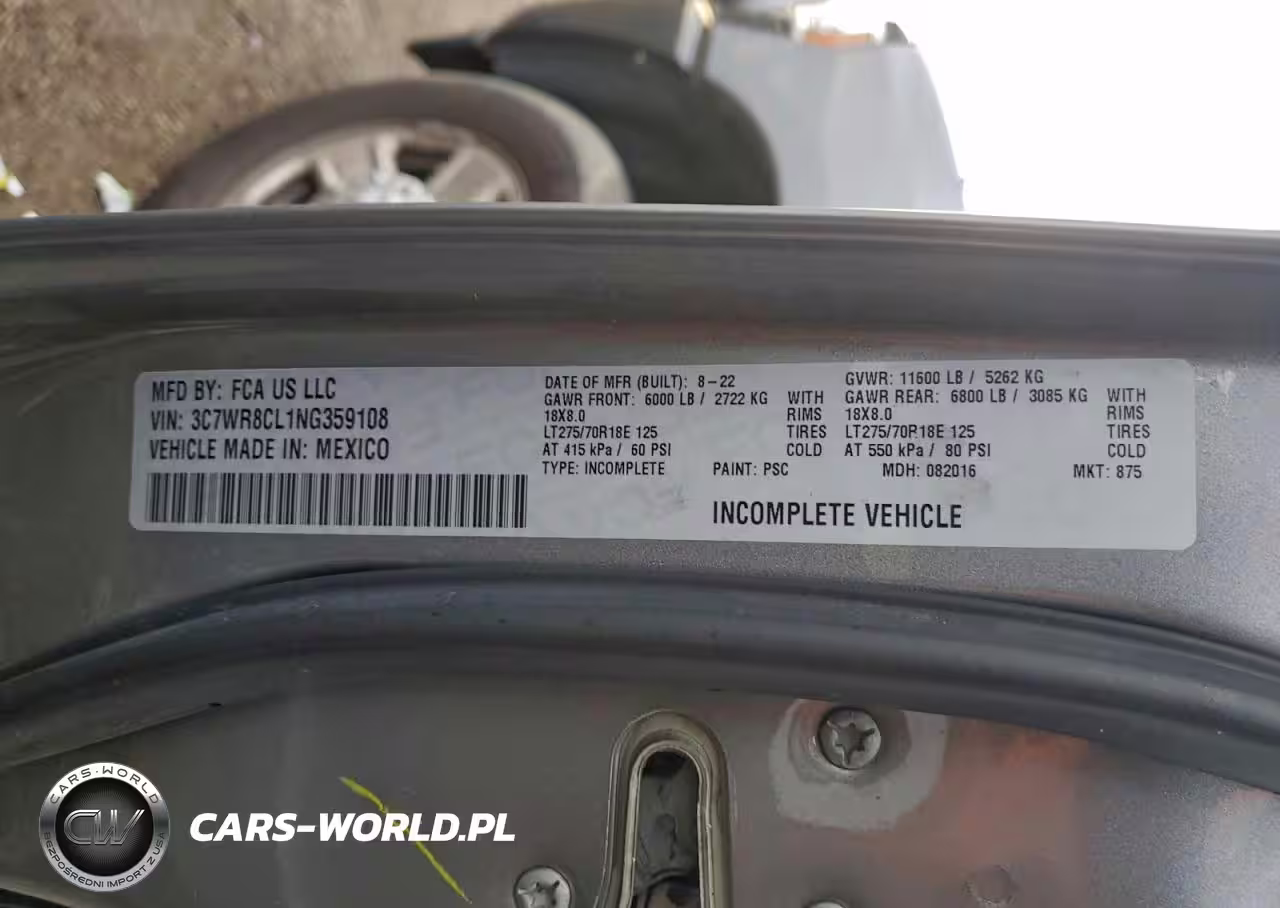 MFD BY: FCA US LLC
VIN: 3C7WR8CL1NG359108
VEHICLE MADE IN: MEXICO
DATE OF MFR (BUILT): 8-22
GAWR FRONT: 6000 LB / 2722 KG WITH
18X8.0 RIMS
LT275/70R18E 125 TIRES
AT 415 kPa / 60 PSI COLD
TYPE: INCOMPLETE PAINT: PSC
GVWR: 11600 LB / 5262 KG
GAWR REAR: 6800 LB / 3085 KG WITH
18X8.0 RIMS
LT275/70R18E 125 TIRES
AT 550 kPa / 80 PSI COLD
MDH: 082016 MKT: 875
INCOMPLETE VEHICLE
CARS-WORLD
CW
BEZPOŚREDNI IMPORT Z USA
CARS-WORLD.PL